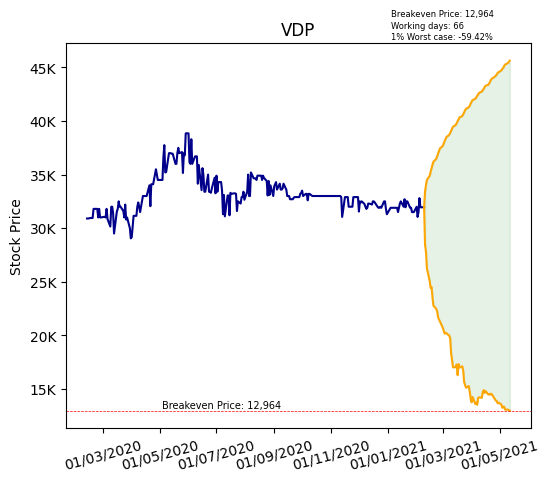 Breakeven Price: 12,964
Working days: 66
1% Worst case: -59.42%
VDP
Stock Price
45K
40K
35K
30K
25K
20K
15K
Breakeven Price: 12,964
01/03/2020
01/05/2020
01/07/2020
01/09/2020
01/11/2020
01/01/2021
01/03/2021
01/05/2021